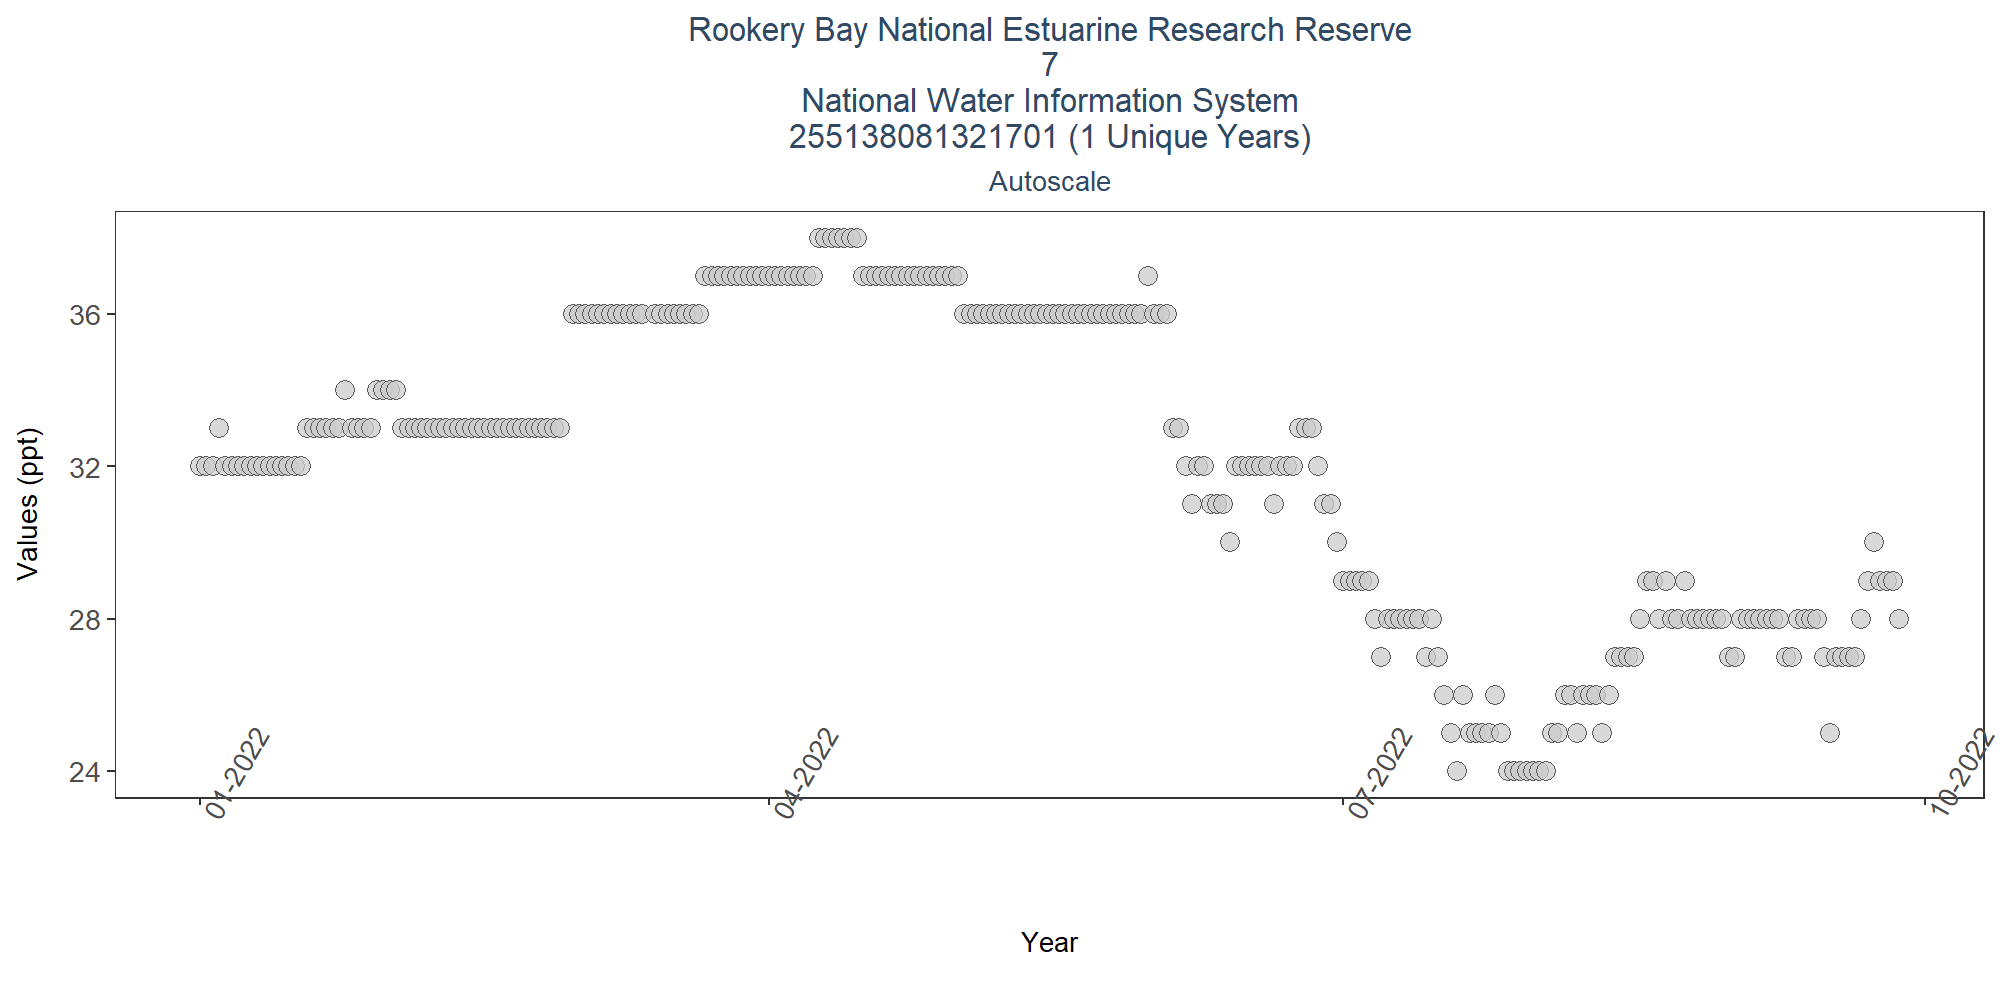 Rookery Bay National Estuarine Research Reserve
7
National Water Information System
255138081321701 (1 Unique Years)
Autoscale
Values (ppt)
36
32
28
24
01-2022
04-2022
07-2022
10-2022
Year